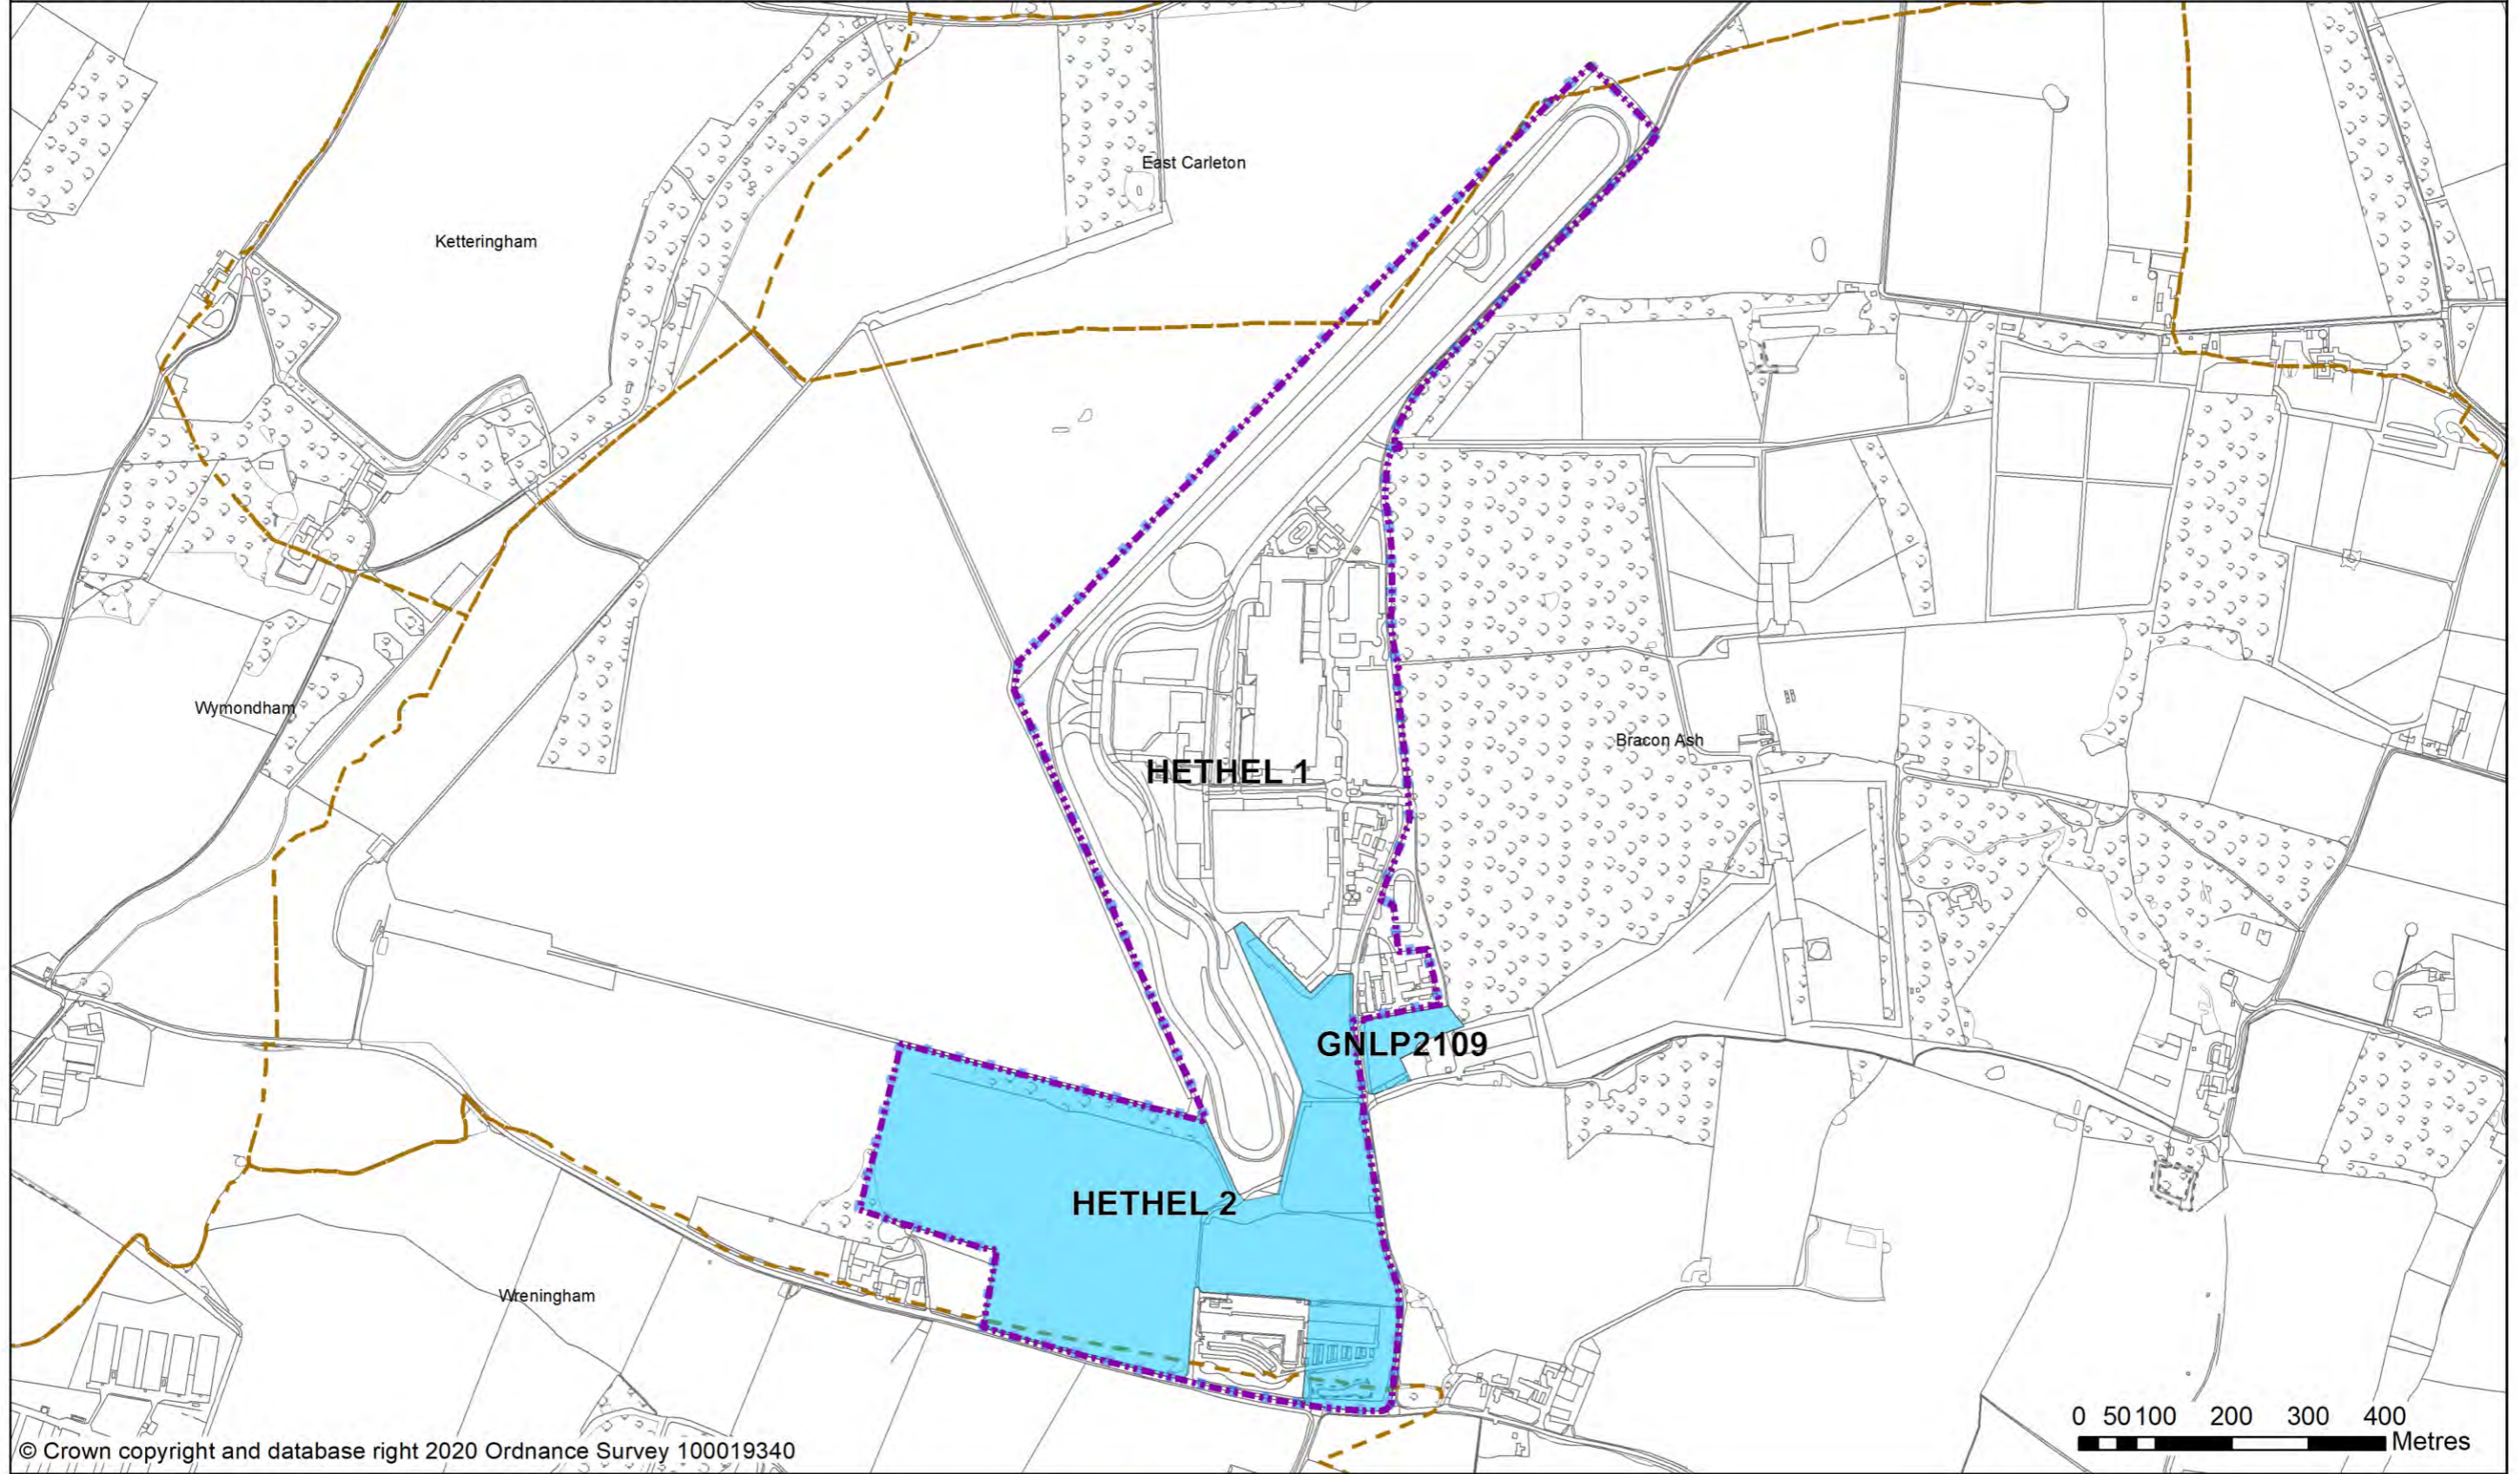 East Carleton
Ketteringham
Wymondham
Bracon Ash
HETHEL 1
GNLP2109
HETHEL 2
Wreningham
0 50 100 200 300 400
Metres
© Crown copyright and database right 2020 Ordnance Survey 100019340